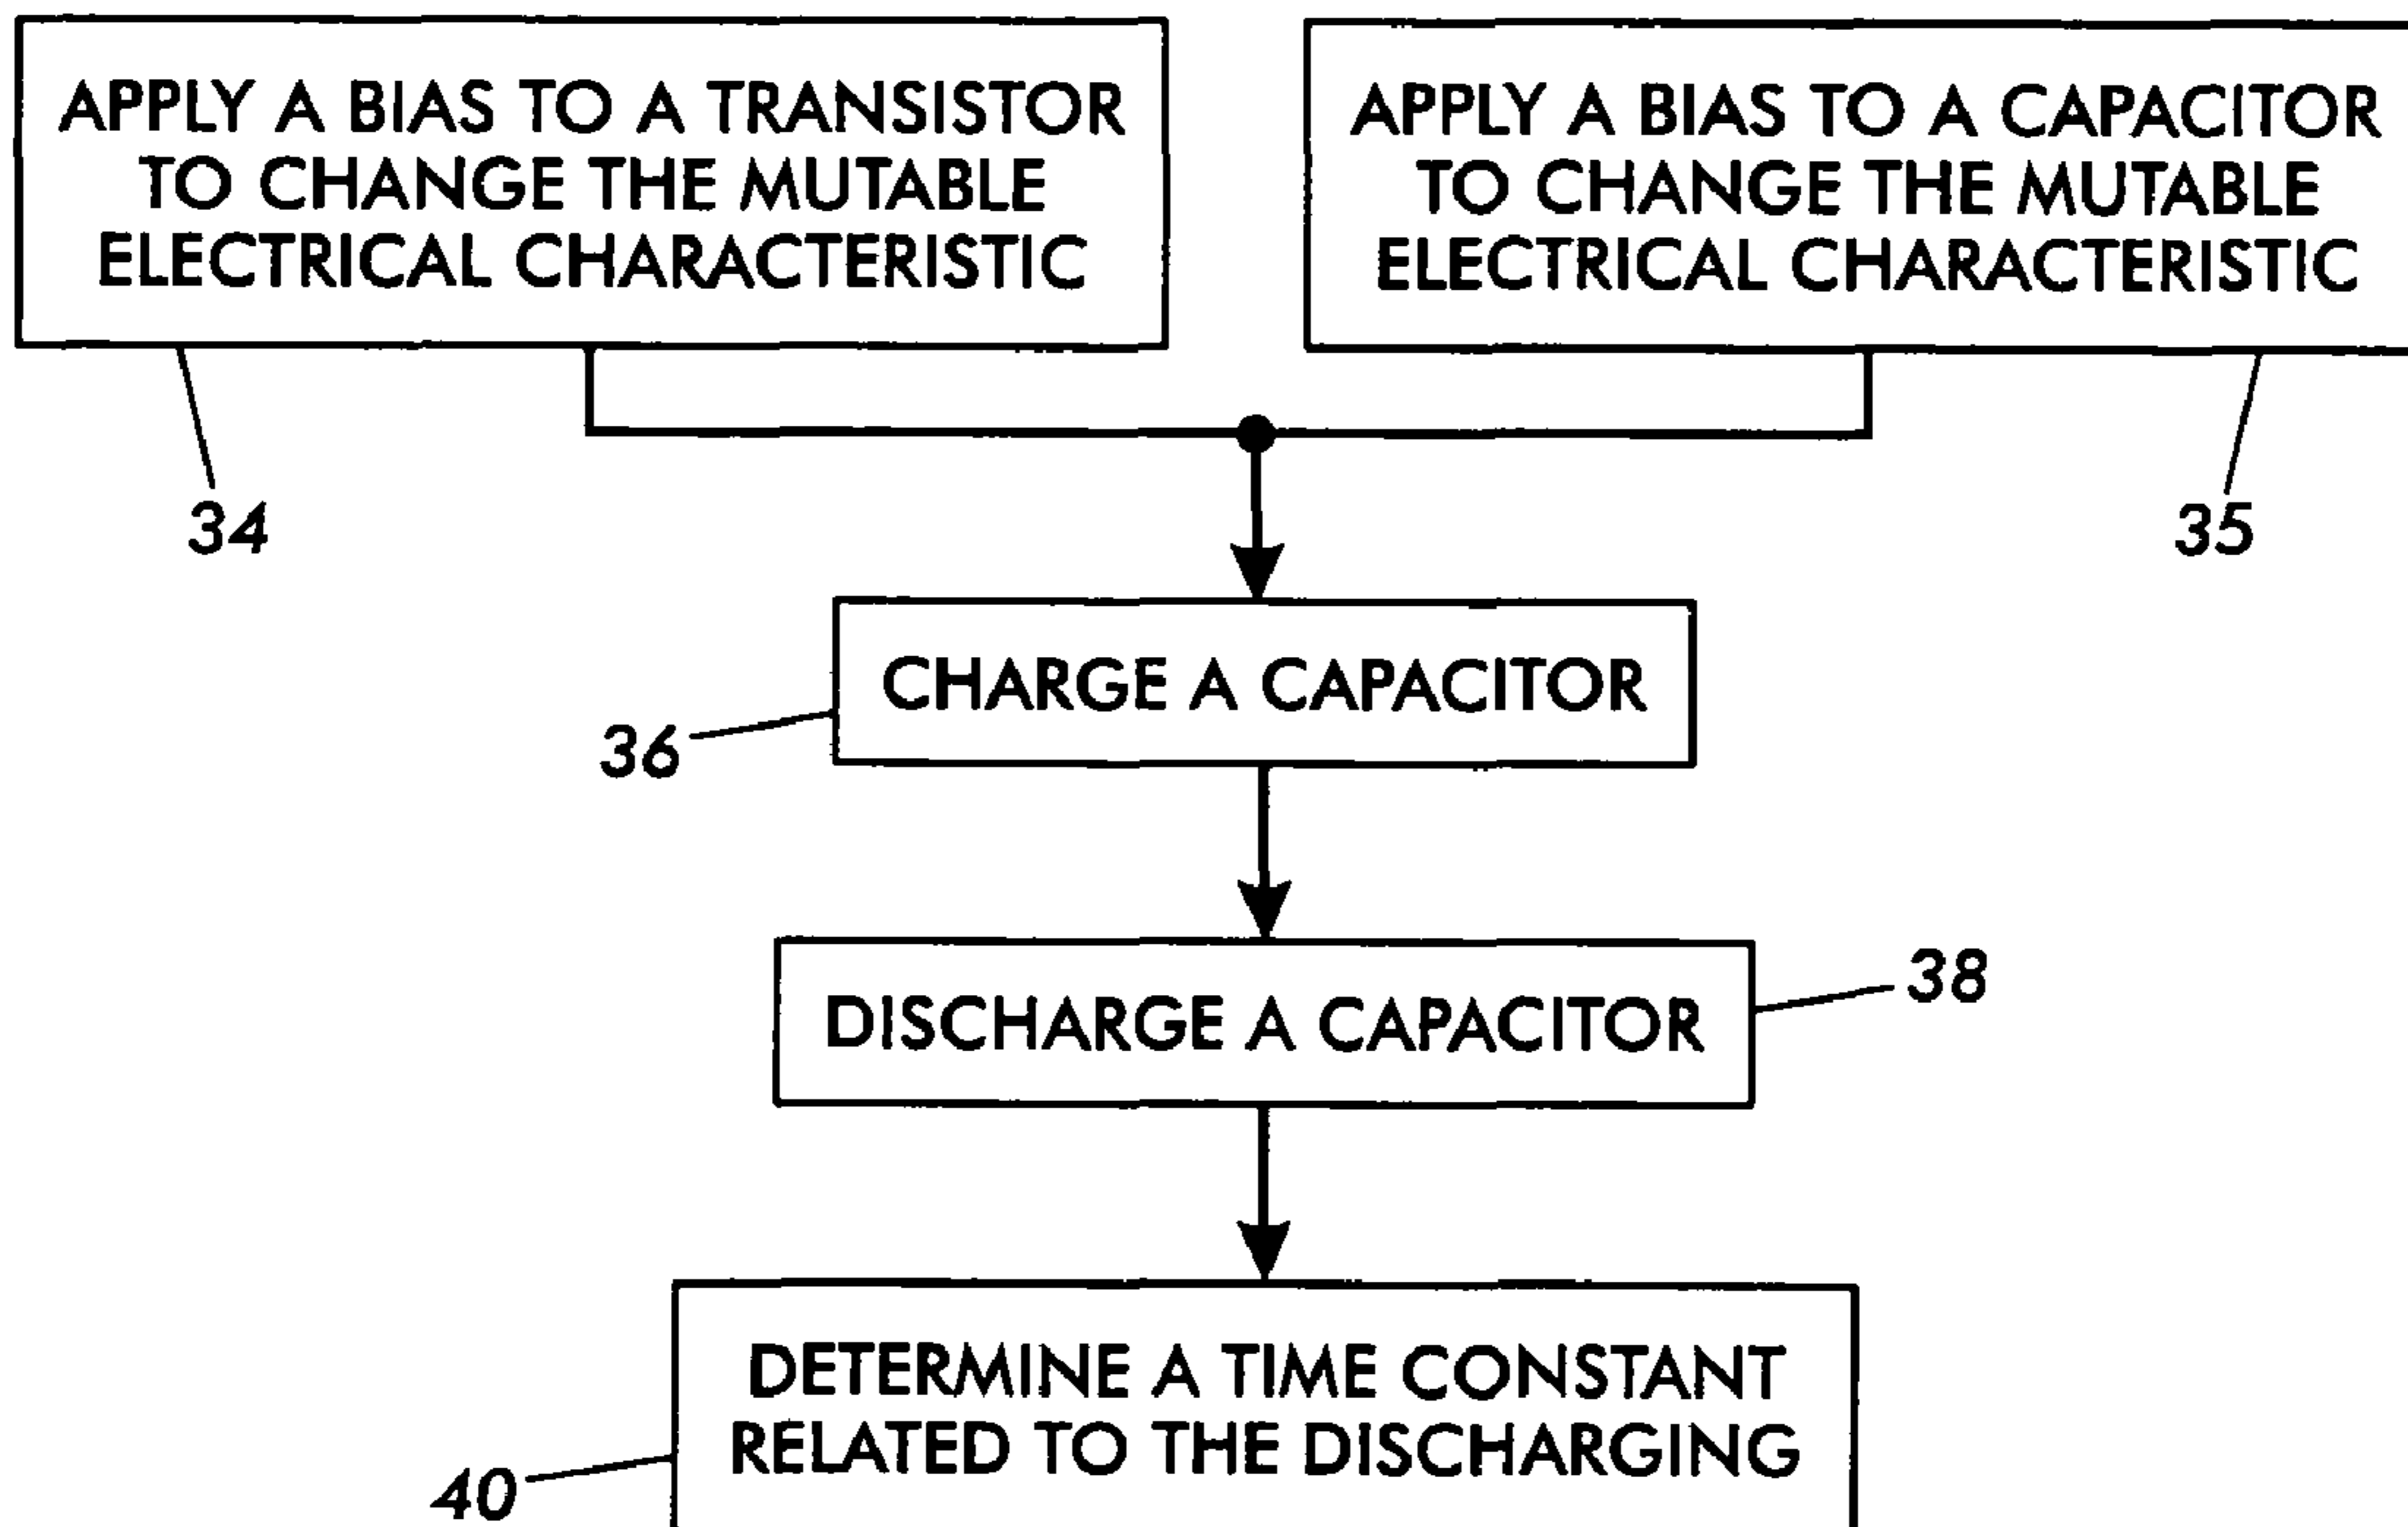 APPLY A BIAS TO A TRANSISTOR
TO CHANGE THE MUTABLE
ELECTRICAL CHARACTERISTIC
APPLY A BIAS TO A CAPACITOR
TO CHANGE THE MUTABLE
ELECTRICAL CHARACTERISTIC
34
35
CHARGE A CAPACITOR
36
DISCHARGE A CAPACITOR
38
DETERMINE A TIME CONSTANT
RELATED TO THE DISCHARGING
40